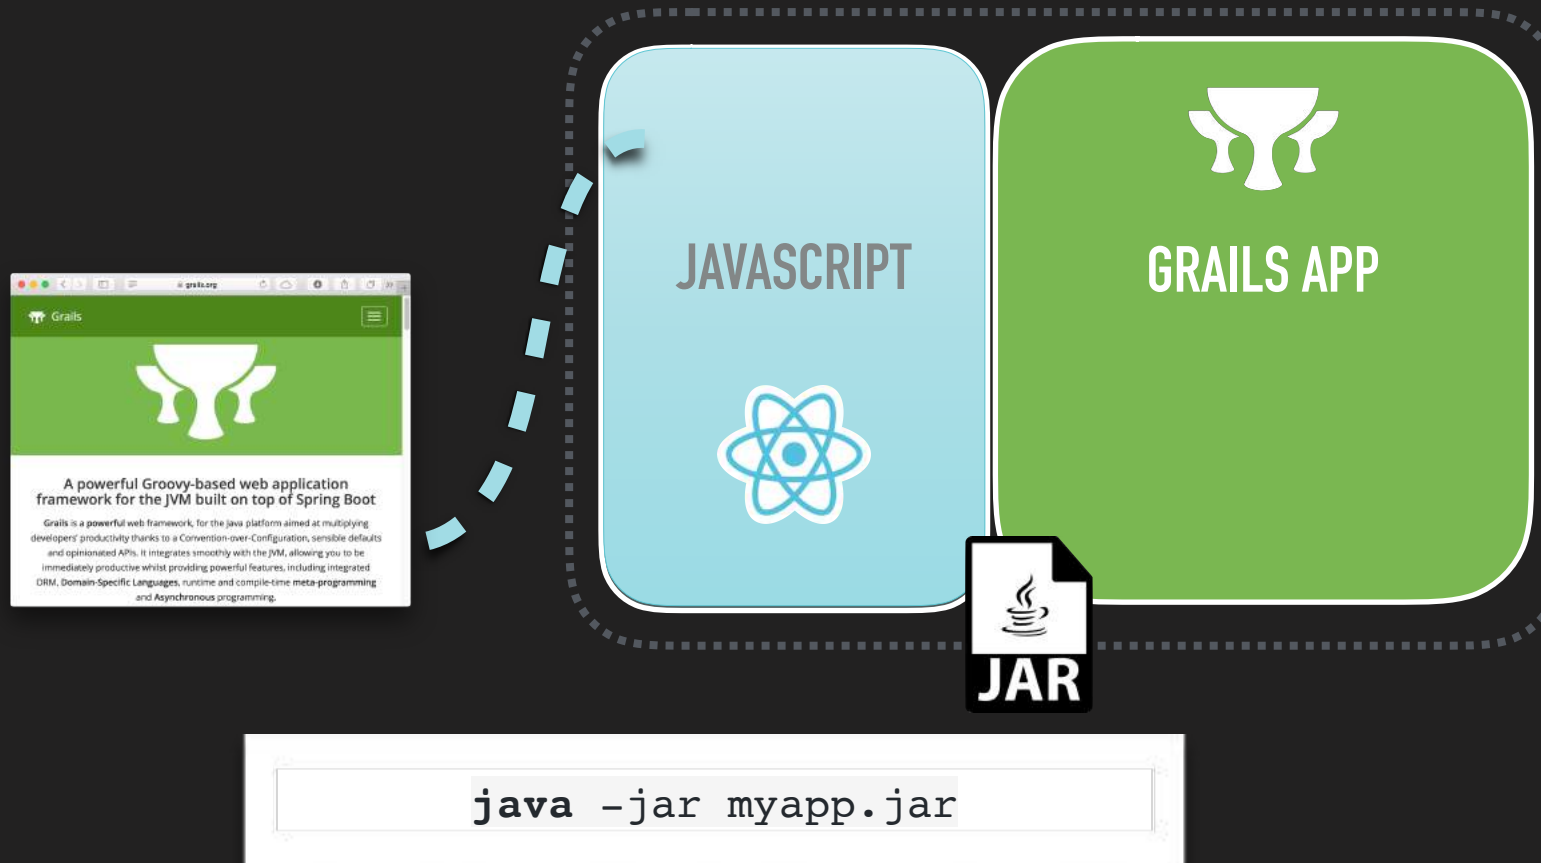 JAVASCRIPT
GRAILS APP
grails.org
Grails
A powerful Groovy-based web application
framework for the JVM built on top of Spring Boot
Grails is a powerful web framework, for the Java platform aimed at multiplying
developers' productivity thanks to a Convention-over-Configuration, sensible defaults
and opinionated APIs. It integrates smoothly with the JVM, allowing you to be
immediately productive whilst providing powerful features, including integrated
ORM, Domain-Specific Languages, runtime and compile-time meta-programming
and Asynchronous programming.
JAR
java -jar myapp.jar